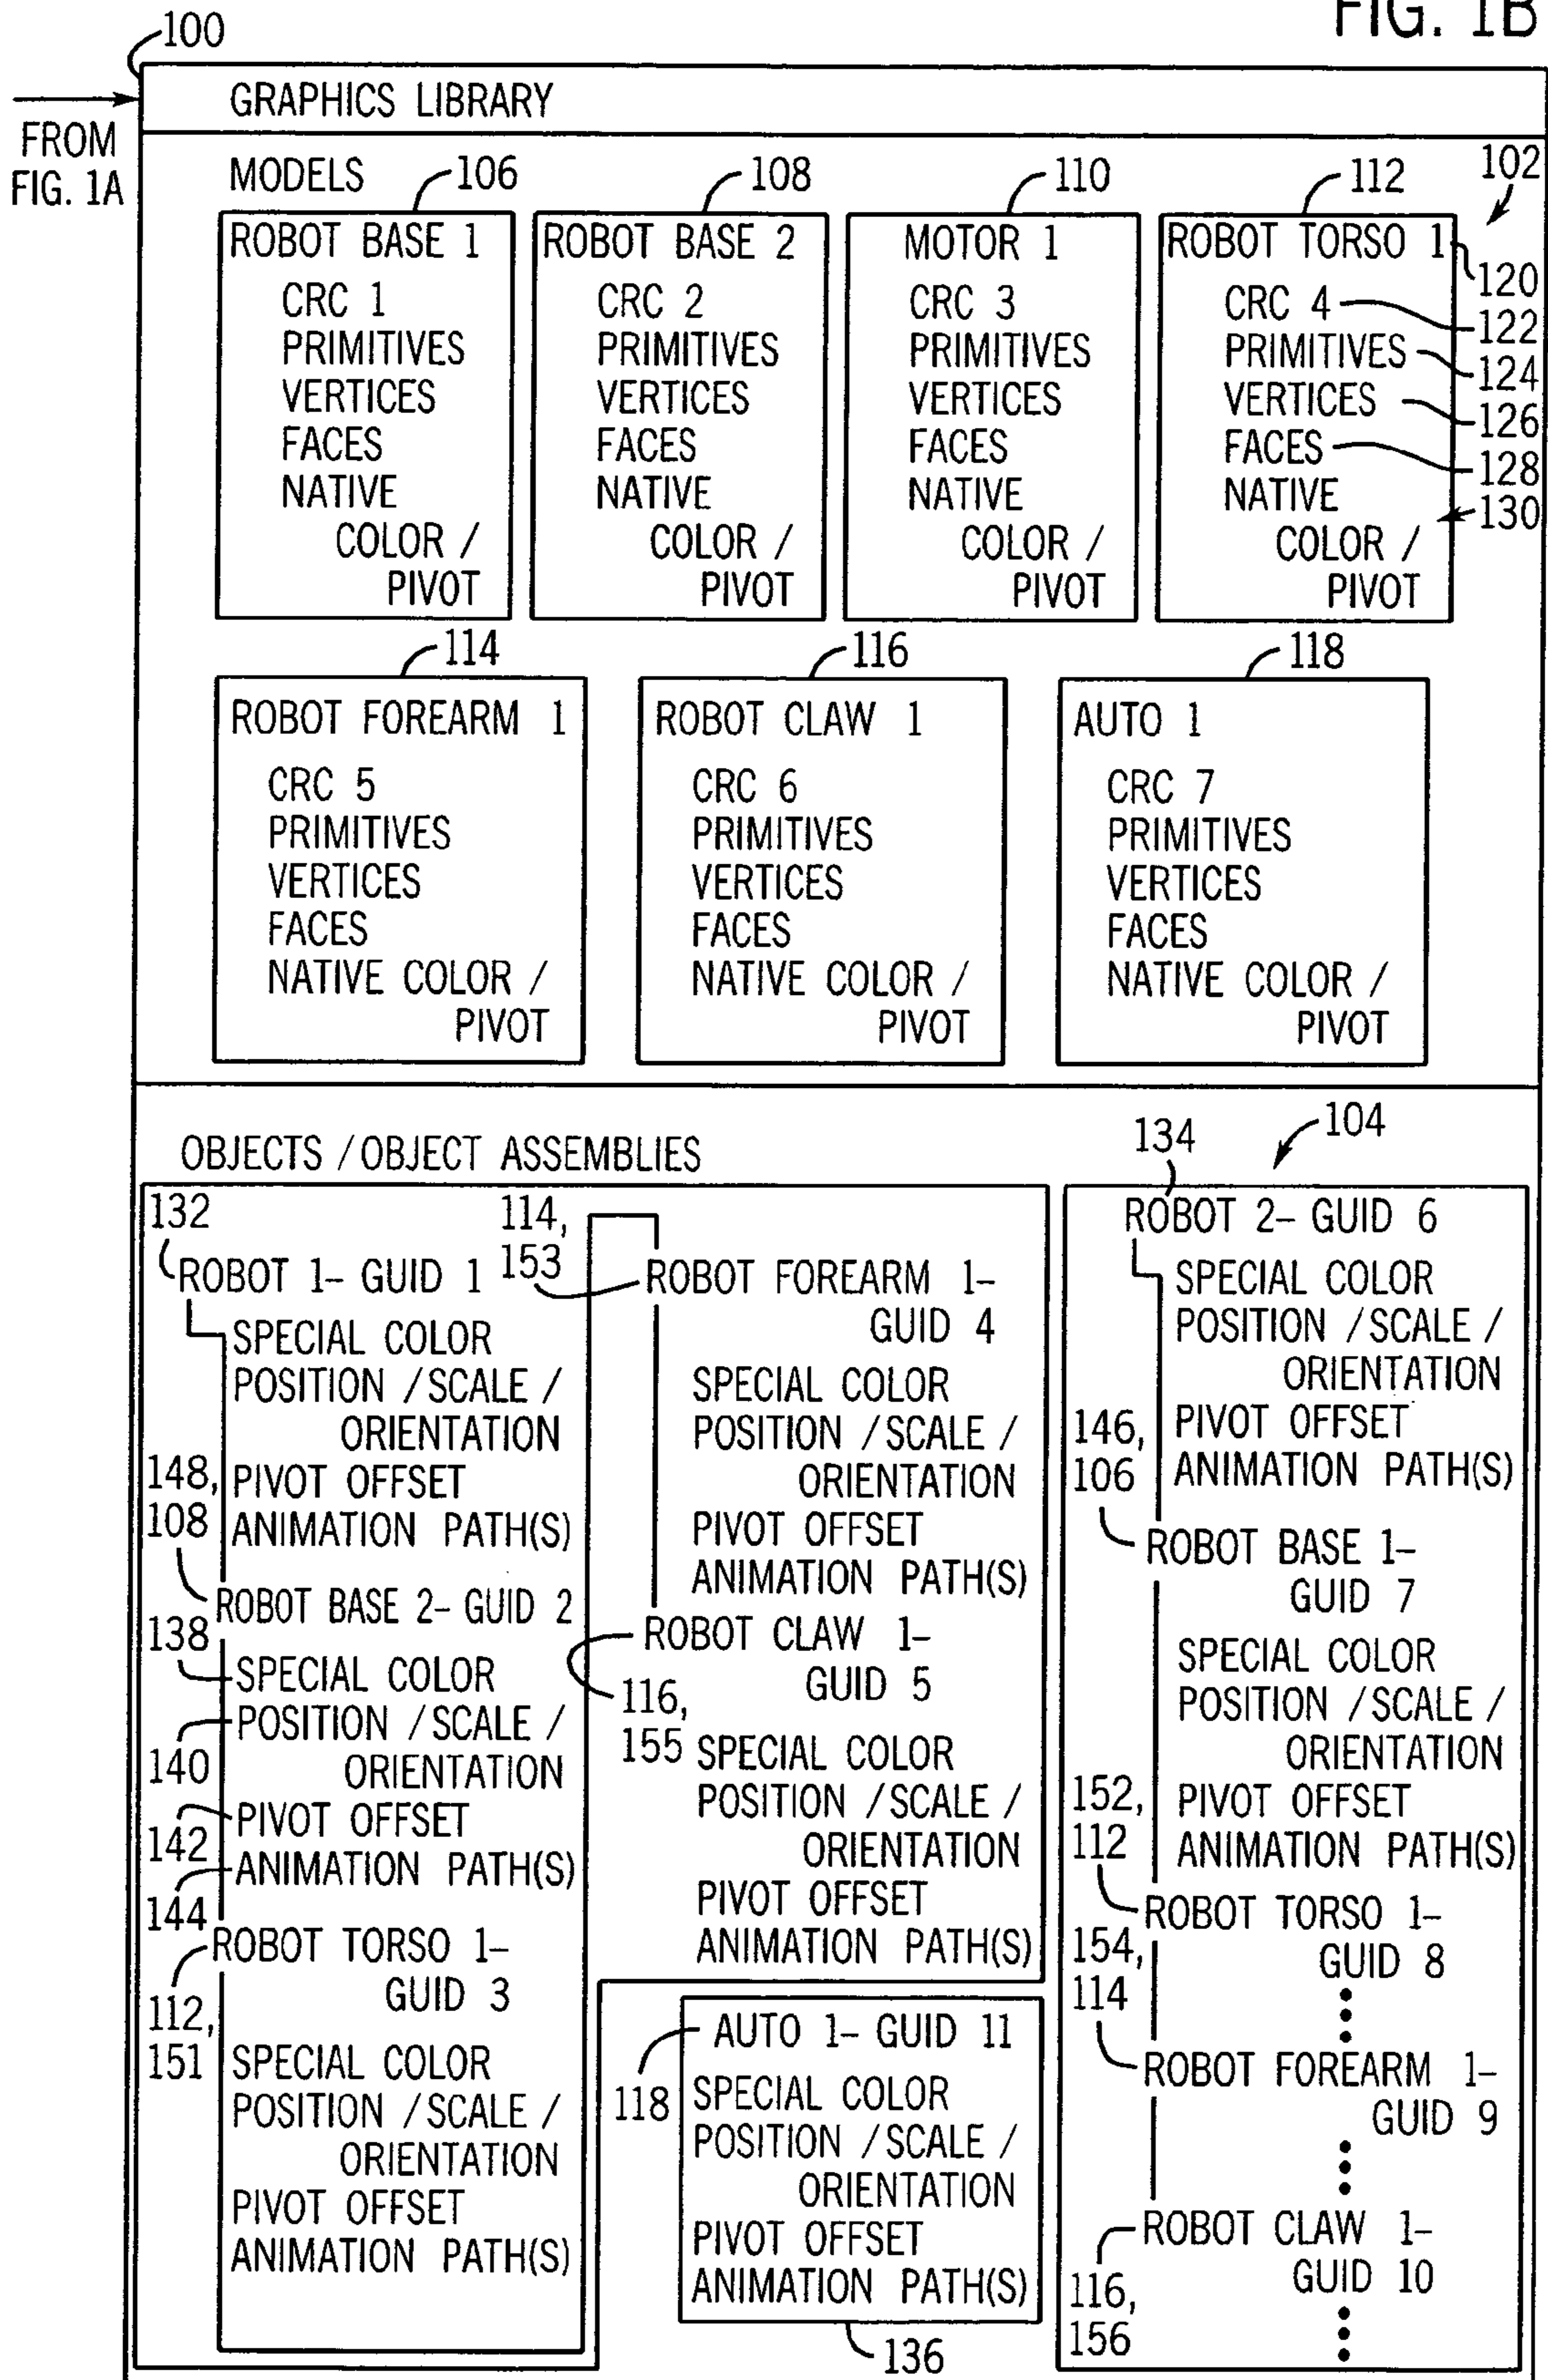 FIG. 1B
100
GRAPHICS LIBRARY
FROM
FIG. 1A
MODELS
106
108
110
112
102
ROBOT BASE 1
CRC 1
PRIMITIVES
VERTICES
FACES
NATIVE
COLOR /
PIVOT
ROBOT BASE 2
CRC 2
PRIMITIVES
VERTICES
FACES
NATIVE
COLOR /
PIVOT
MOTOR 1
CRC 3
PRIMITIVES
VERTICES
FACES
NATIVE
COLOR /
PIVOT
ROBOT TORSO 1
CRC 4
PRIMITIVES
VERTICES
FACES
NATIVE
COLOR /
PIVOT
120
122
124
126
128
130
114
116
118
ROBOT FOREARM 1
CRC 5
PRIMITIVES
VERTICES
FACES
NATIVE COLOR /
PIVOT
ROBOT CLAW 1
CRC 6
PRIMITIVES
VERTICES
FACES
NATIVE COLOR /
PIVOT
AUTO 1
CRC 7
PRIMITIVES
VERTICES
FACES
NATIVE COLOR /
PIVOT
OBJECTS / OBJECT ASSEMBLIES
134
104
132
ROBOT 1- GUID 1
SPECIAL COLOR
POSITION / SCALE /
ORIENTATION
148,
108
PIVOT OFFSET
ANIMATION PATH(S)
ROBOT BASE 2- GUID 2
138
SPECIAL COLOR
POSITION / SCALE /
140
ORIENTATION
PIVOT OFFSET
142
ANIMATION PATH(S)
144
ROBOT TORSO 1-
GUID 3
112,
151
SPECIAL COLOR
POSITION / SCALE /
ORIENTATION
PIVOT OFFSET
ANIMATION PATH(S)
114,
153
ROBOT FOREARM 1-
GUID 4
SPECIAL COLOR
POSITION / SCALE /
ORIENTATION
PIVOT OFFSET
ANIMATION PATH(S)
ROBOT CLAW 1-
GUID 5
116,
155
SPECIAL COLOR
POSITION / SCALE /
ORIENTATION
PIVOT OFFSET
ANIMATION PATH(S)
AUTO 1- GUID 11
118
SPECIAL COLOR
POSITION / SCALE /
ORIENTATION
PIVOT OFFSET
ANIMATION PATH(S)
136
ROBOT 2- GUID 6
SPECIAL COLOR
POSITION / SCALE /
ORIENTATION
146,
106
PIVOT OFFSET
ANIMATION PATH(S)
ROBOT BASE 1-
GUID 7
SPECIAL COLOR
POSITION / SCALE /
ORIENTATION
152,
112
PIVOT OFFSET
ANIMATION PATH(S)
ROBOT TORSO 1-
GUID 8
154,
114
ROBOT FOREARM 1-
GUID 9
ROBOT CLAW 1-
GUID 10
116,
156